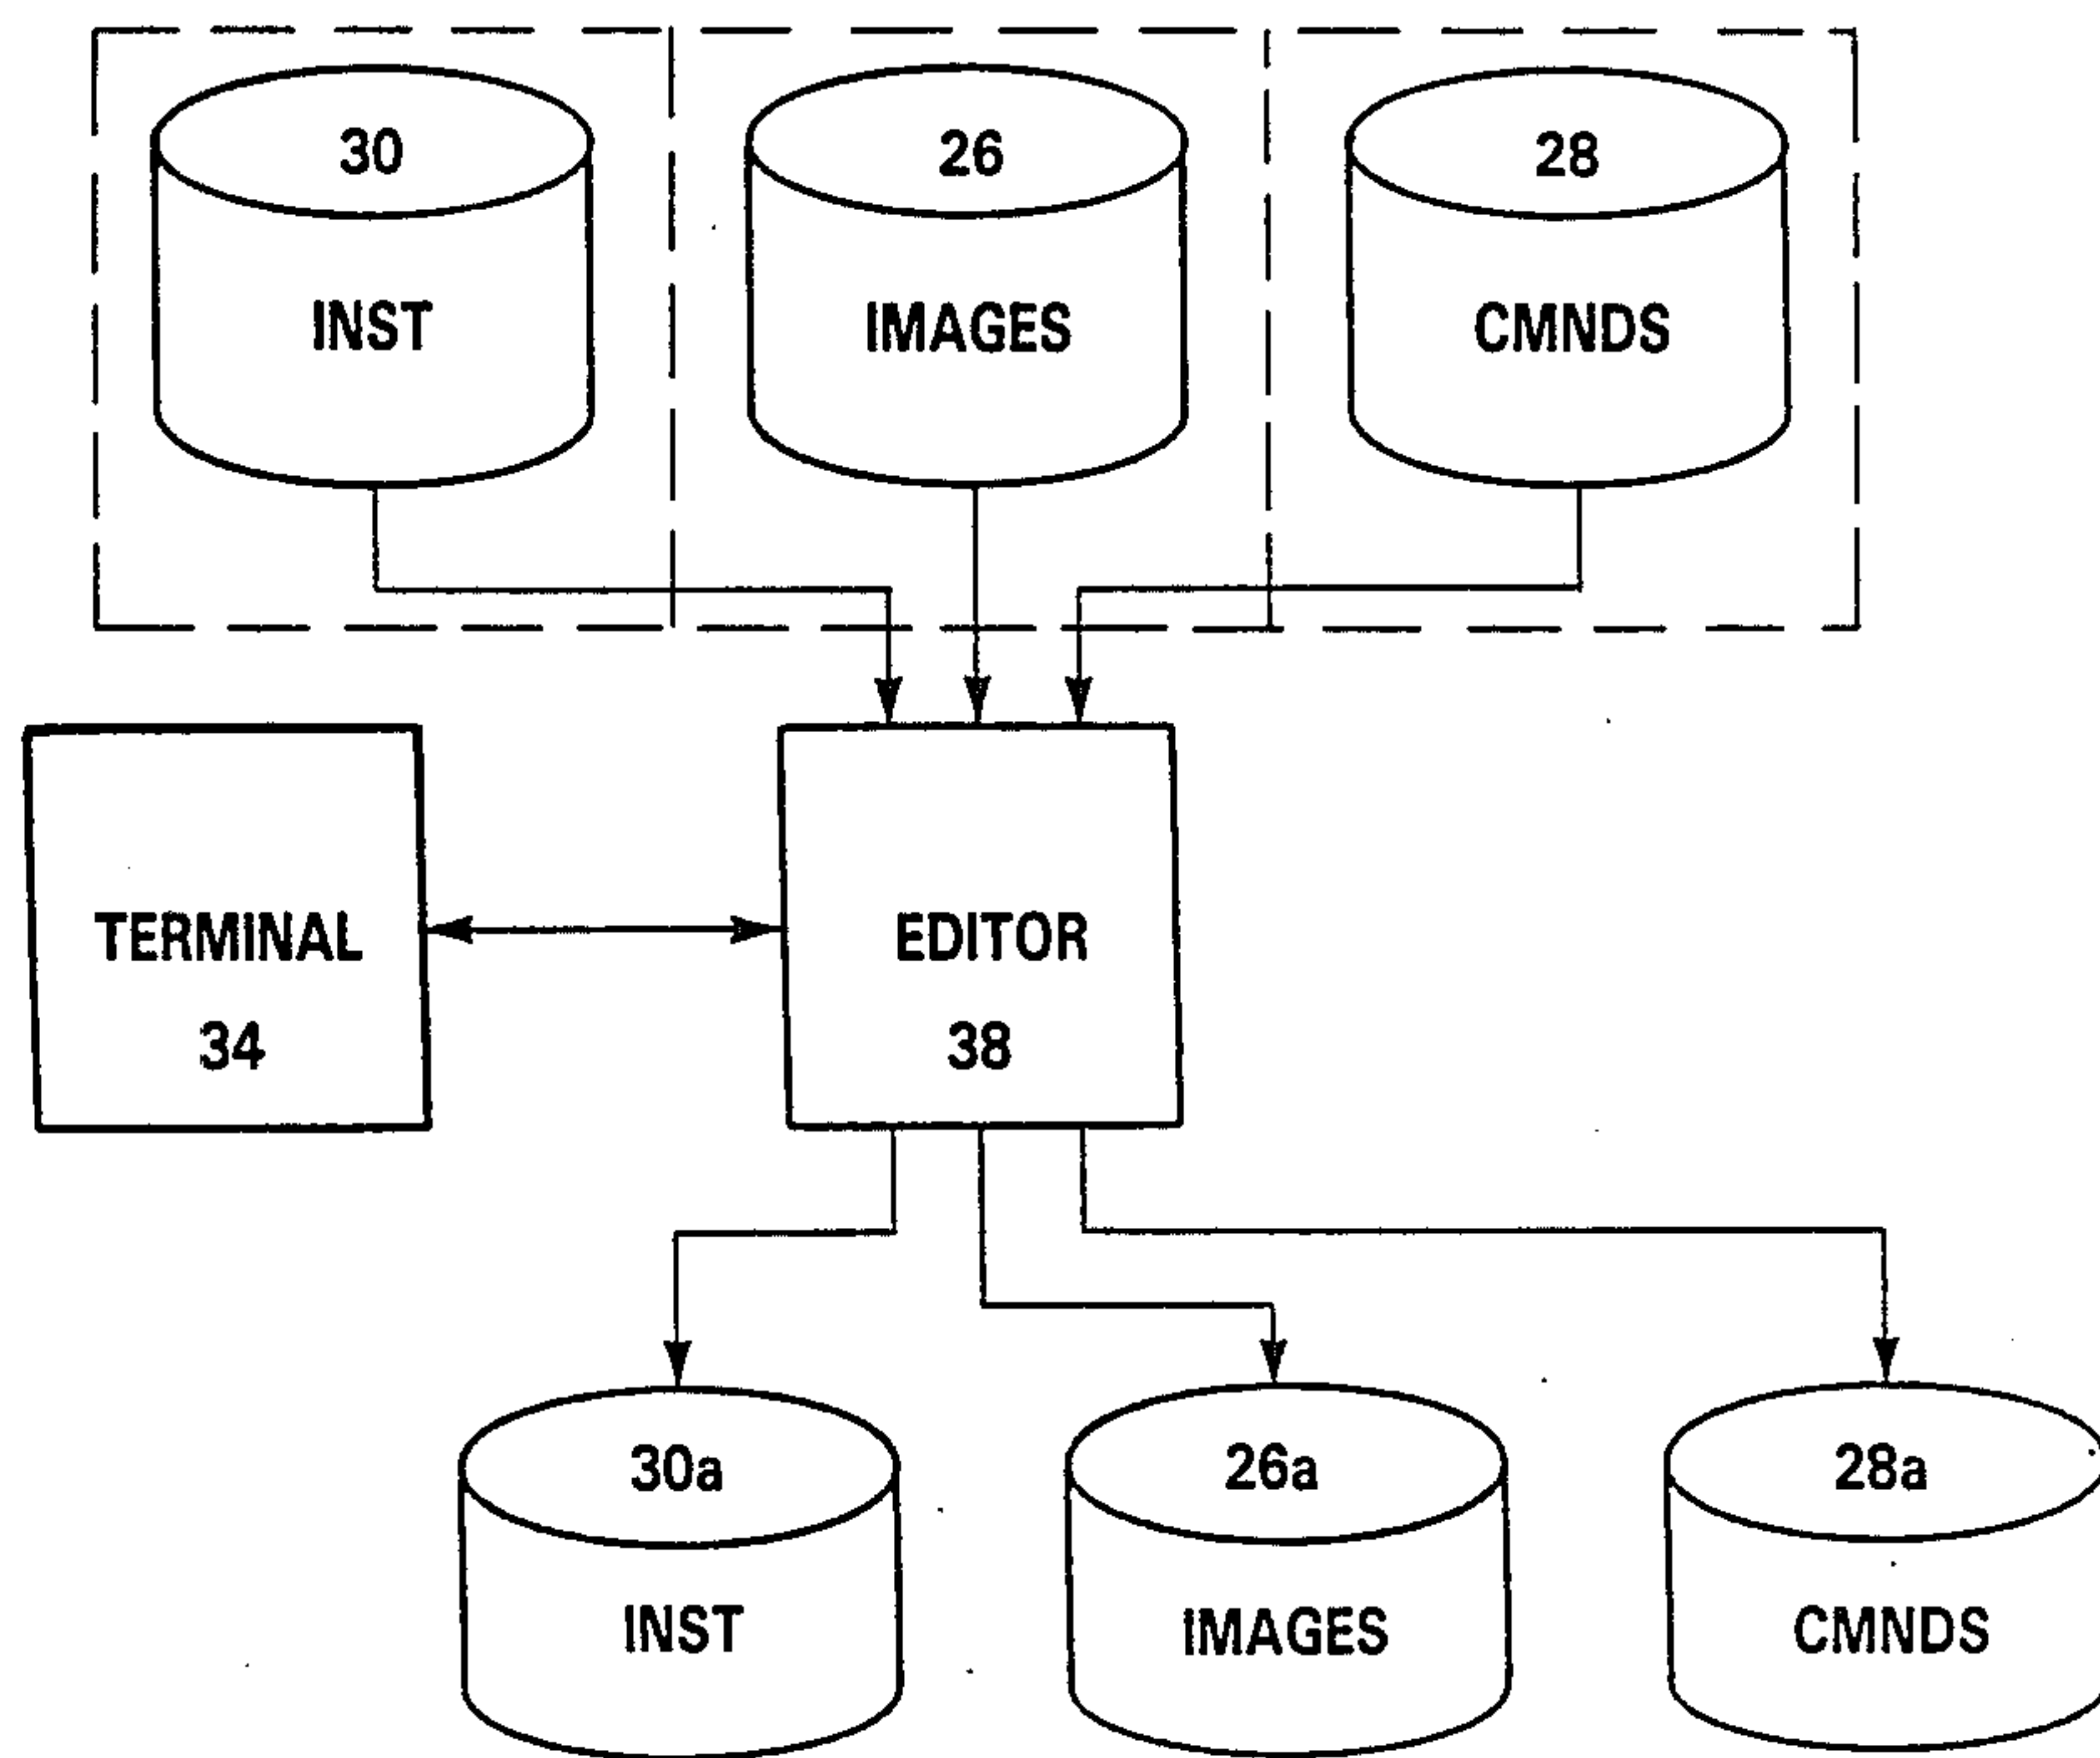 30 26 28
INST IMAGES CMNDS
TERMINAL EDITOR
34 38
30a 26a 28a
INST IMAGES CMNDS